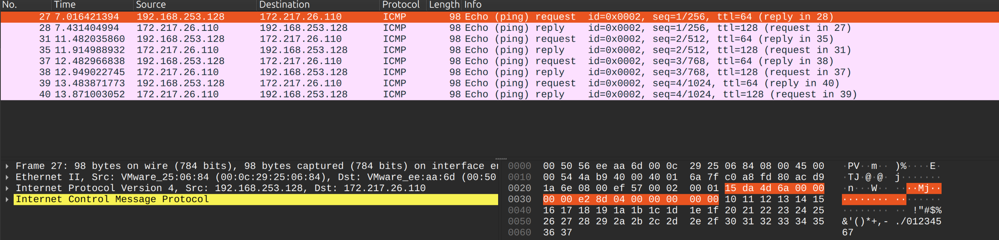 No. Time Source Destination Protocol Length Info
27 7.016421394 192.168.253.128 172.217.26.110 ICMP 98 Echo (ping) request id=0x0002, seq=1/256, ttl=64 (reply in 28)
28 7.431404994 172.217.26.110 192.168.253.128 ICMP 98 Echo (ping) reply id=0x0002, seq=1/256, ttl=128 (request in 27)
31 11.482035860 192.168.253.128 172.217.26.110 ICMP 98 Echo (ping) request id=0x0002, seq=2/512, ttl=64 (reply in 35)
35 11.914988932 172.217.26.110 192.168.253.128 ICMP 98 Echo (ping) reply id=0x0002, seq=2/512, ttl=128 (request in 31)
37 12.482966838 192.168.253.128 172.217.26.110 ICMP 98 Echo (ping) request id=0x0002, seq=3/768, ttl=64 (reply in 38)
38 12.949022745 172.217.26.110 192.168.253.128 ICMP 98 Echo (ping) reply id=0x0002, seq=3/768, ttl=128 (request in 37)
39 13.483871773 192.168.253.128 172.217.26.110 ICMP 98 Echo (ping) request id=0x0002, seq=4/1024, ttl=64 (reply in 40)
40 13.871003052 172.217.26.110 192.168.253.128 ICMP 98 Echo (ping) reply id=0x0002, seq=4/1024, ttl=128 (request in 39)
Frame 27: 98 bytes on wire (784 bits), 98 bytes captured (784 bits) on interface
Ethernet II, Src: VMware_25:06:84 (00:0c:29:25:06:84), Dst: VMware_ee:aa:6d (00:50
Internet Protocol Version 4, Src: 192.168.253.128, Dst: 172.217.26.110
Internet Control Message Protocol
0000 00 50 56 ee aa 6d 00 0c 29 25 06 84 08 00 45 00 ·PV··m·· )%····E·
0010 00 54 4a b9 40 00 40 01 6a 7f c0 a8 fd 80 ac d9 ·TJ·@·@· j·······
0020 1a 6e 08 00 ef 57 00 02 00 01 15 da 4d 6a 00 00 ·n···W·· ····Mj··
0030 00 00 e2 8d 04 00 00 00 00 00 10 11 12 13 14 15 ········ ········
0040 16 17 18 19 1a 1b 1c 1d 1e 1f 20 21 22 23 24 25 ········ ·· !"#$%
0050 26 27 28 29 2a 2b 2c 2d 2e 2f 30 31 32 33 34 35 &'()*+,- ./012345
0060 36 37 67